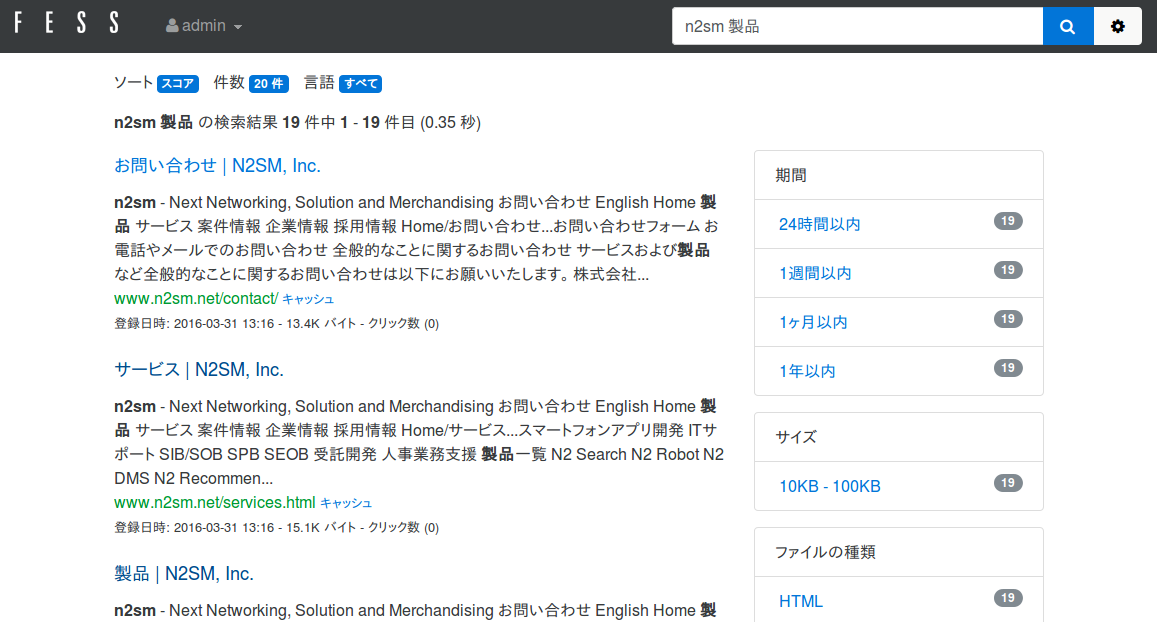 FESS admin
n2sm 製品
ソート スコア 件数 20 件 言語 すべて
n2sm 製品 の検索結果 19 件中 1 - 19 件目 (0.35 秒)
お問い合わせ | N2SM, Inc.
n2sm - Next Networking, Solution and Merchandising お問い合わせ English Home 製
品 サービス 案件情報 企業情報 採用情報 Home/お問い合わせ...お問い合わせフォーム お
電話やメールでのお問い合わせ 全般的なことに関するお問い合わせ サービスおよび製品
など全般的なことに関するお問い合わせは以下にお願いいたします。 株式会社...
www.n2sm.net/contact/ キャッシュ
登録日時: 2016-03-31 13:16 - 13.4K バイト - クリック数 (0)
サービス | N2SM, Inc.
n2sm - Next Networking, Solution and Merchandising お問い合わせ English Home 製
品 サービス 案件情報 企業情報 採用情報 Home/サービス...スマートフォンアプリ開発 ITサ
ポート SIB/SOB SPB SEOB 受託開発 人事業務支援 製品一覧 N2 Search N2 Robot N2
DMS N2 Recommen...
www.n2sm.net/services.html キャッシュ
登録日時: 2016-03-31 13:16 - 15.1K バイト - クリック数 (0)
製品 | N2SM, Inc.
n2sm - Next Networking, Solution and Merchandising お問い合わせ English Home 製
期間
24時間以内 19
1週間以内 19
1ヶ月以内 19
1年以内 19
サイズ
10KB - 100KB 19
ファイルの種類
HTML 19